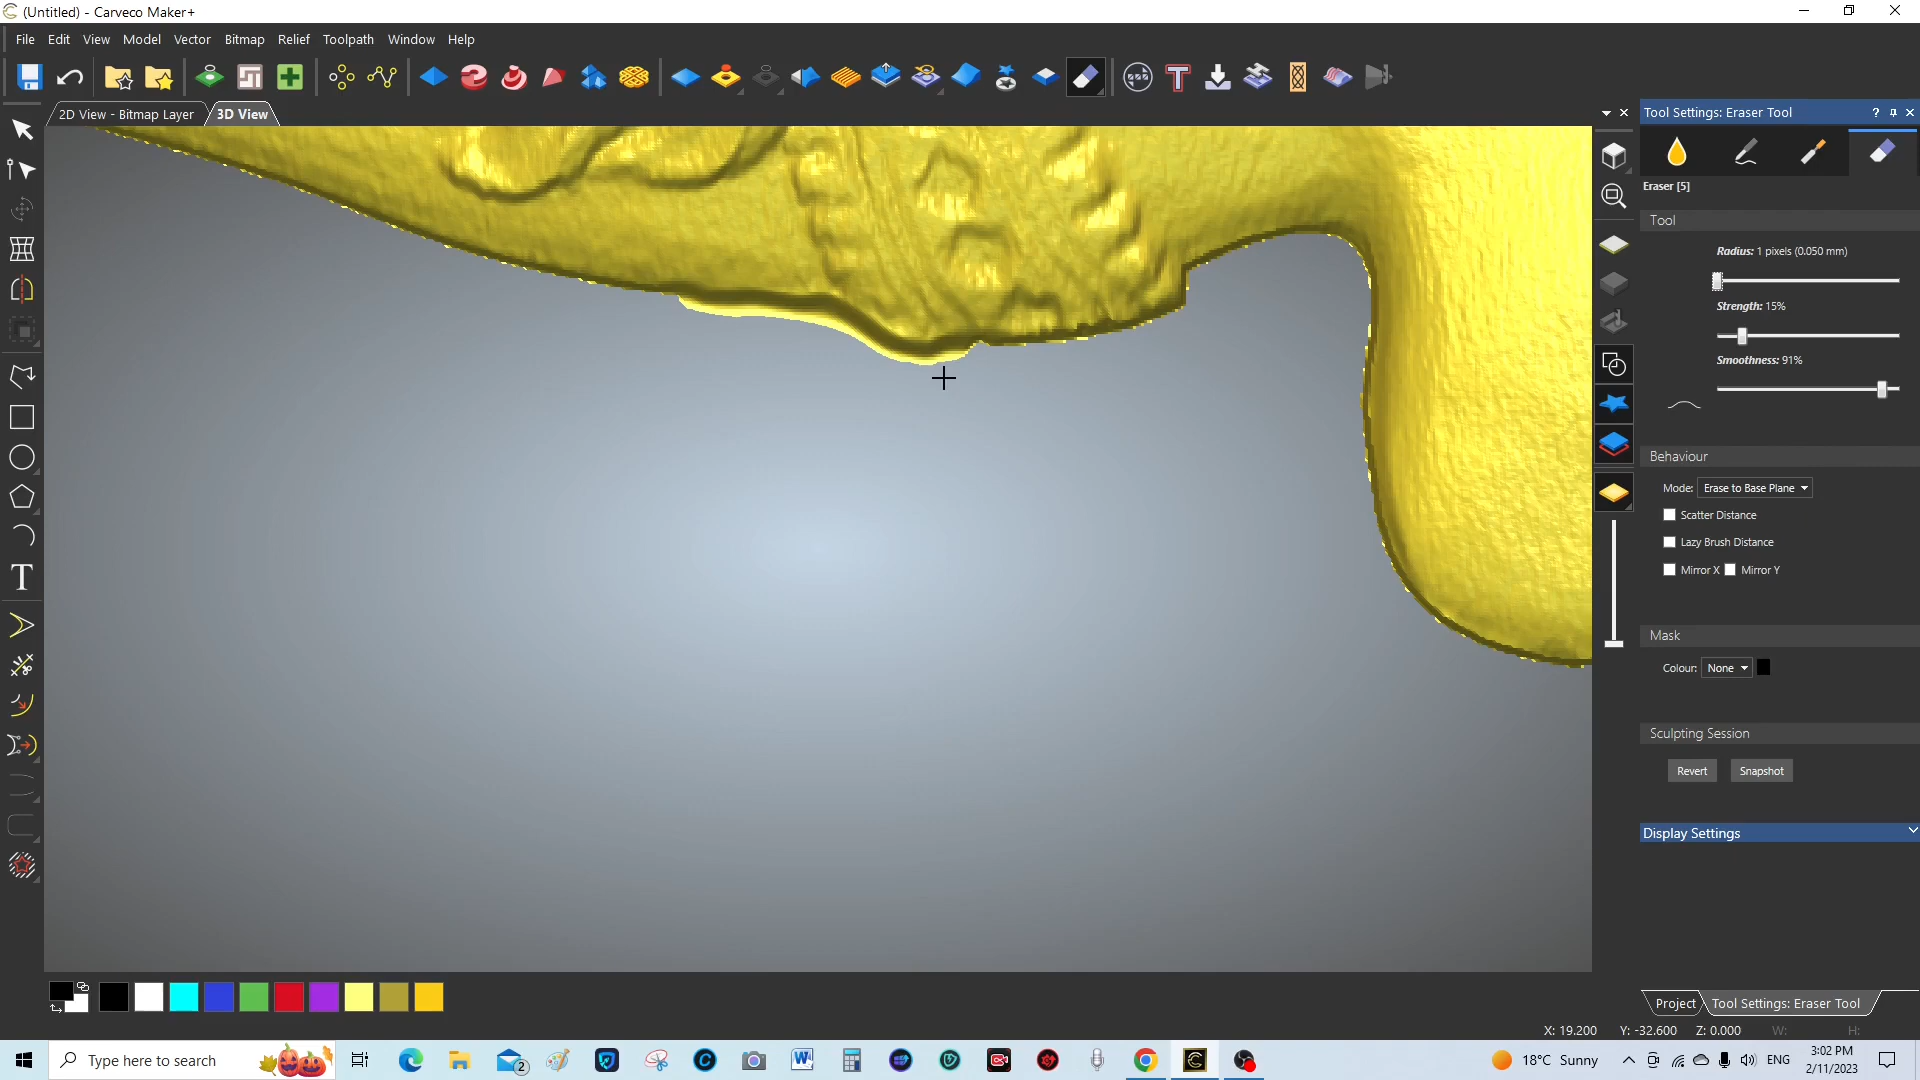 (Untitled) - Carveco Maker+
File Edit View Model Vector Bitmap Relief Toolpath Window Help
2D View - Bitmap Layer 3D View
Tool Settings: Eraser Tool
Eraser [5]
Tool
Radius: 1 pixels (0.050 mm)
Strength: 15%
Smoothness: 91%
Behaviour
Mode: Erase to Base Plane
Scatter Distance
Lazy Brush Distance
Mirror X Mirror Y
Mask
Colour: None
Sculpting Session
Revert Snapshot
Display Settings
Project Tool Settings: Eraser Tool
X: 19.200 Y: -32.600 Z: 0.000 W: H:
Type here to search
2
18°C Sunny
ENG
3:02 PM
2/11/2023